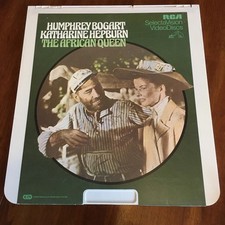 HUMPHREY BOGART
KATHARINE HEPBURN
THE AFRICAN QUEEN
RCA
SelectaVision
VideoDiscs